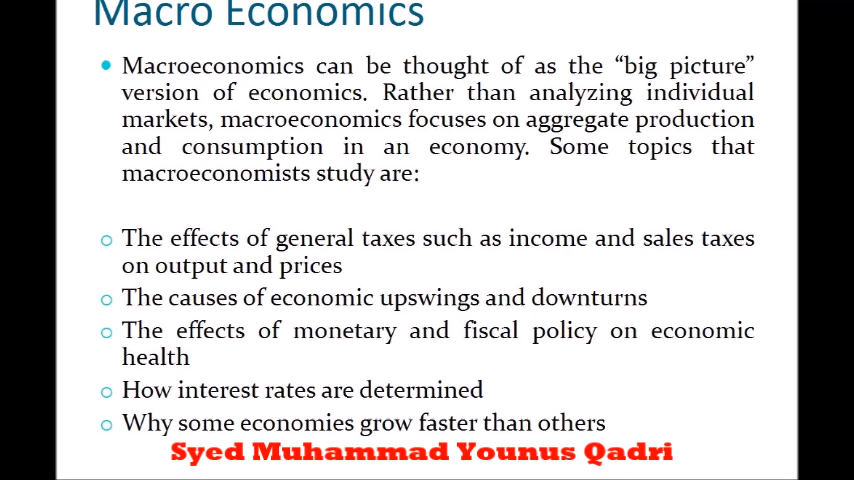 Macro Economics
Macroeconomics can be thought of as the “big picture”
version of economics. Rather than analyzing individual
markets, macroeconomics focuses on aggregate production
and consumption in an economy. Some topics that
macroeconomists study are:
The effects of general taxes such as income and sales taxes
on output and prices
The causes of economic upswings and downturns
The effects of monetary and fiscal policy on economic
health
How interest rates are determined
Why some economies grow faster than others
Syed Muhammad Younus Qadri